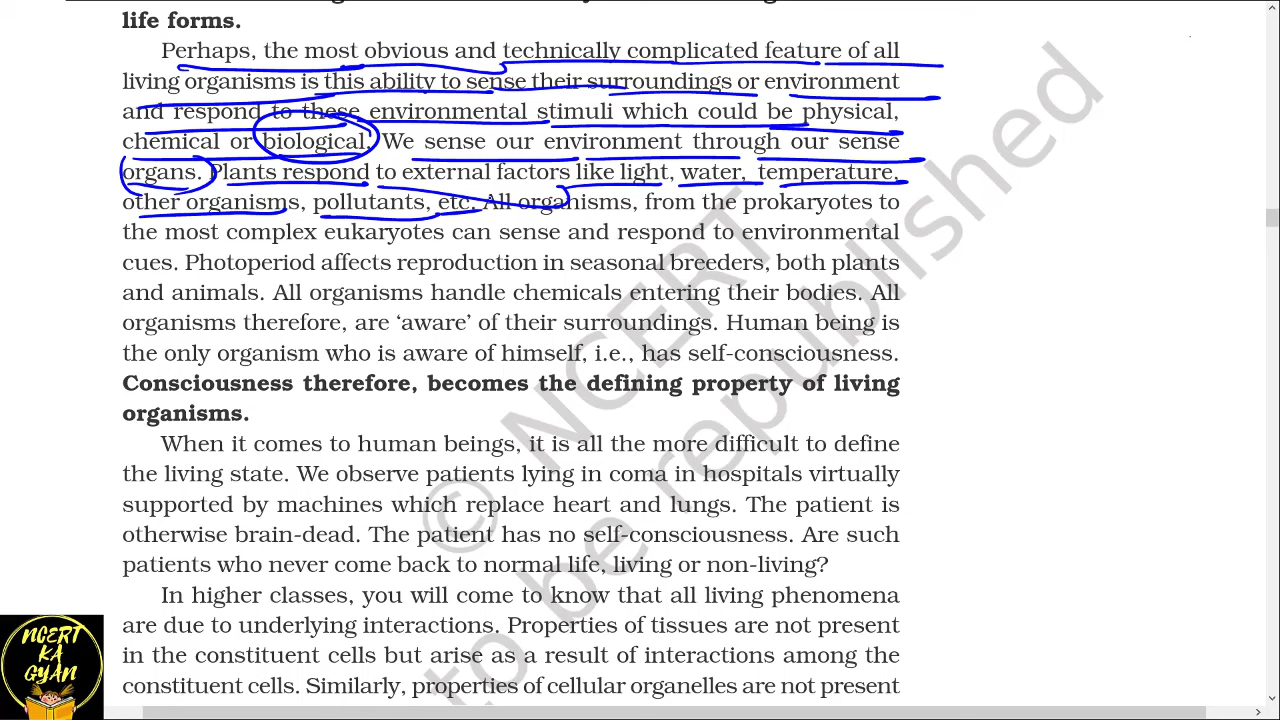 life forms.
Perhaps, the most obvious and technically complicated feature of all
living organisms is this ability to sense their surroundings or environment
and respond to these environmental stimuli which could be physical,
chemical or biological. We sense our environment through our sense
organs. Plants respond to external factors like light, water, temperature,
other organisms, pollutants, etc. All organisms, from the prokaryotes to
the most complex eukaryotes can sense and respond to environmental
cues. Photoperiod affects reproduction in seasonal breeders, both plants
and animals. All organisms handle chemicals entering their bodies. All
organisms therefore, are ‘aware’ of their surroundings. Human being is
the only organism who is aware of himself, i.e., has self-consciousness.
Consciousness therefore, becomes the defining property of living
organisms.
When it comes to human beings, it is all the more difficult to define
the living state. We observe patients lying in coma in hospitals virtually
supported by machines which replace heart and lungs. The patient is
otherwise brain-dead. The patient has no self-consciousness. Are such
patients who never come back to normal life, living or non-living?
In higher classes, you will come to know that all living phenomena
are due to underlying interactions. Properties of tissues are not present
in the constituent cells but arise as a result of interactions among the
constituent cells. Similarly, properties of cellular organelles are not present
© NCERT
to be republished
NCERT
KA
GYAN